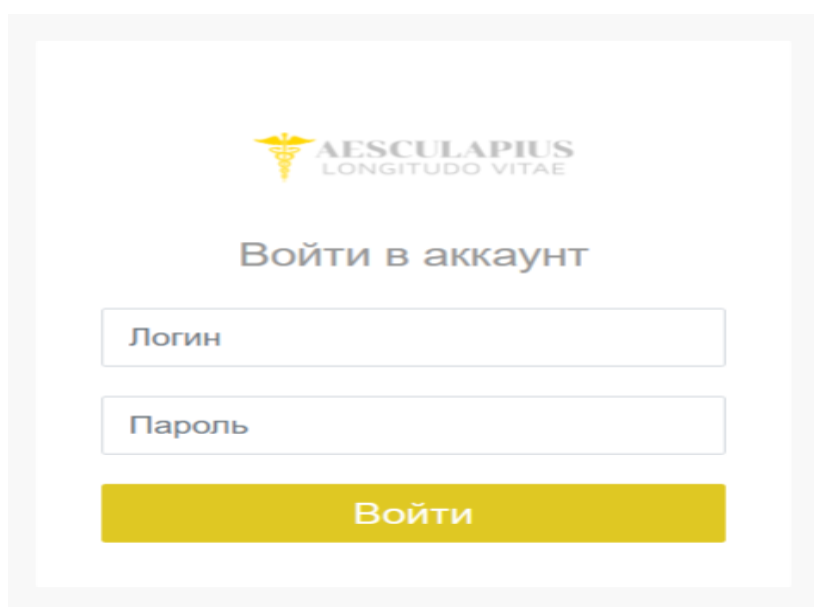 AESCULAPIUS
LONGITUDO VITAE
Войти в аккаунт
Логин
Пароль
Войти